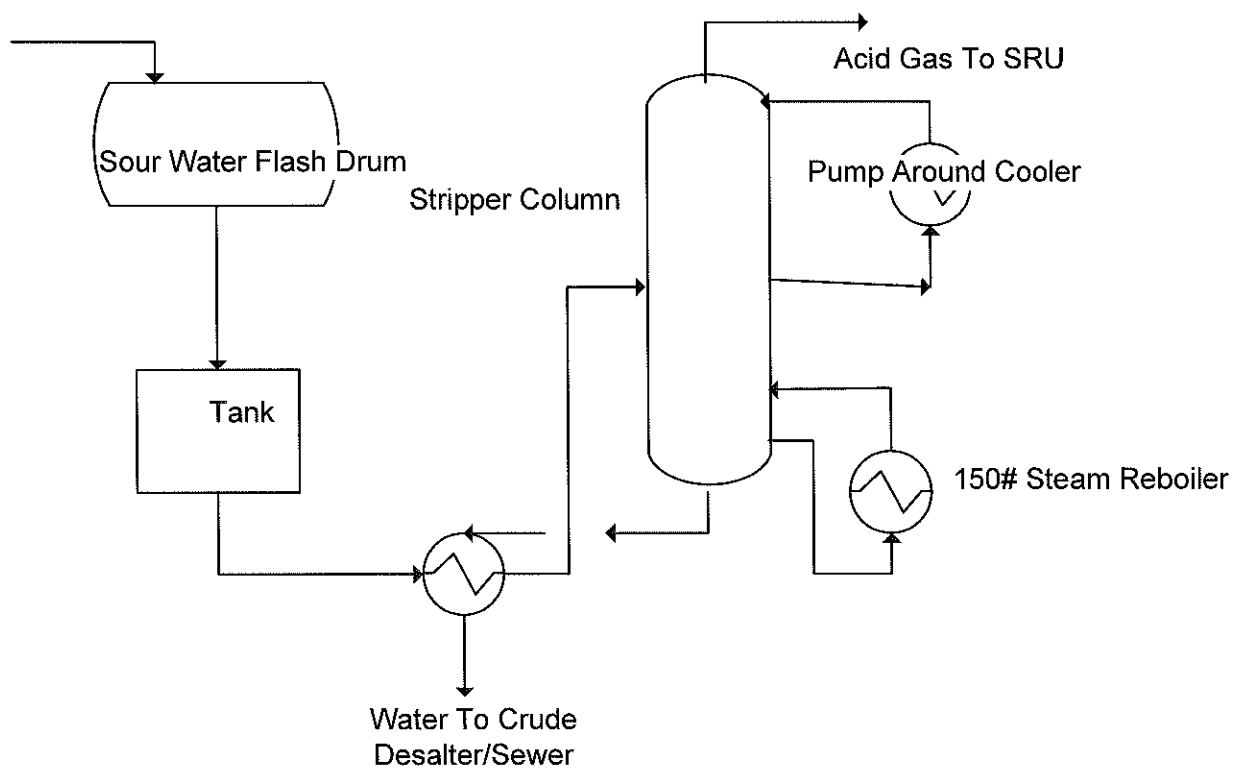 Acid Gas To SRU
Sour Water Flash Drum
Pump Around Cooler
Stripper Column
Tank
150# Steam Reboiler
Water To Crude
Desalter/Sewer